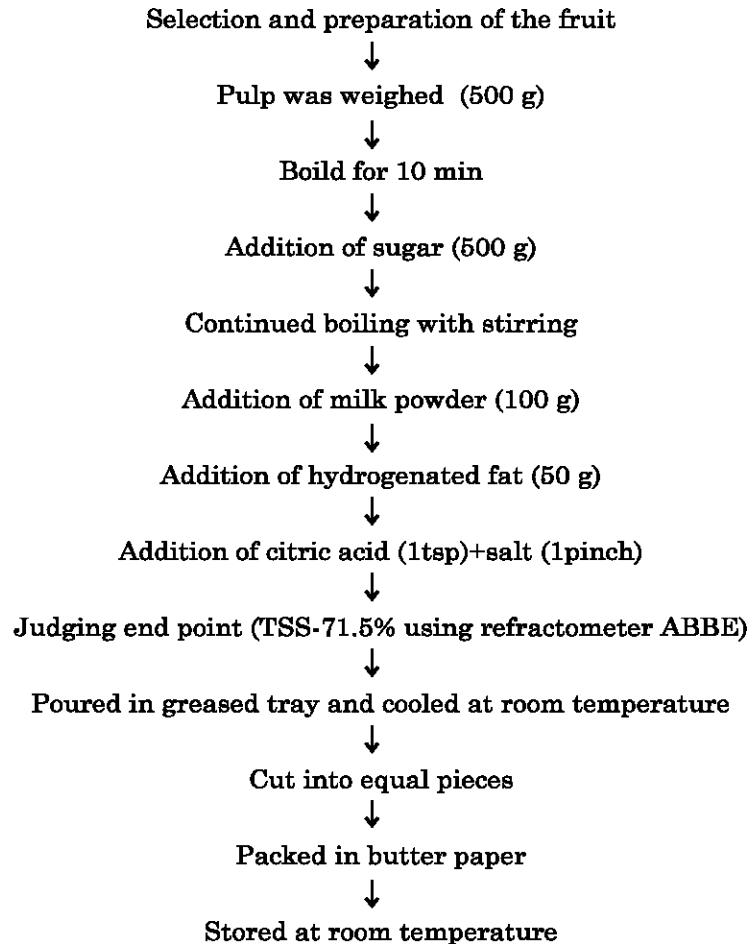 Selection and preparation of the fruit
↓
Pulp was weighed (500 g)
↓
Boild for 10 min
↓
Addition of sugar (500 g)
↓
Continued boiling with stirring
↓
Addition of milk powder (100 g)
↓
Addition of hydrogenated fat (50 g)
↓
Addition of citric acid (1tsp)+salt (1pinch)
↓
Judging end point (TSS-71.5% using refractometer ABBE)
↓
Poured in greased tray and cooled at room temperature
↓
Cut into equal pieces
↓
Packed in butter paper
↓
Stored at room temperature